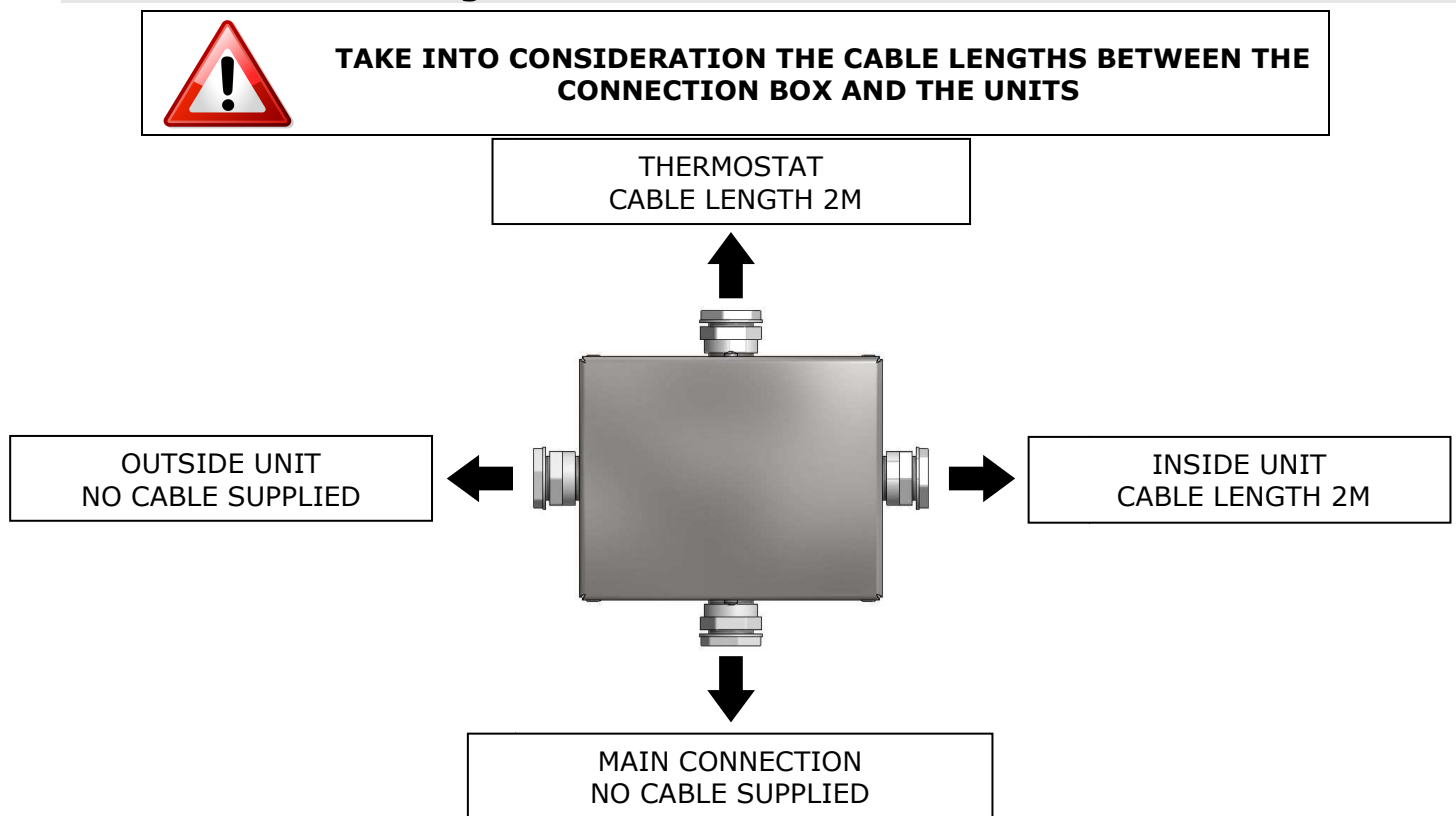 TAKE INTO CONSIDERATION THE CABLE LENGTHS BETWEEN THE
CONNECTION BOX AND THE UNITS
THERMOSTAT
CABLE LENGTH 2M
OUTSIDE UNIT
NO CABLE SUPPLIED
INSIDE UNIT
CABLE LENGTH 2M
MAIN CONNECTION
NO CABLE SUPPLIED